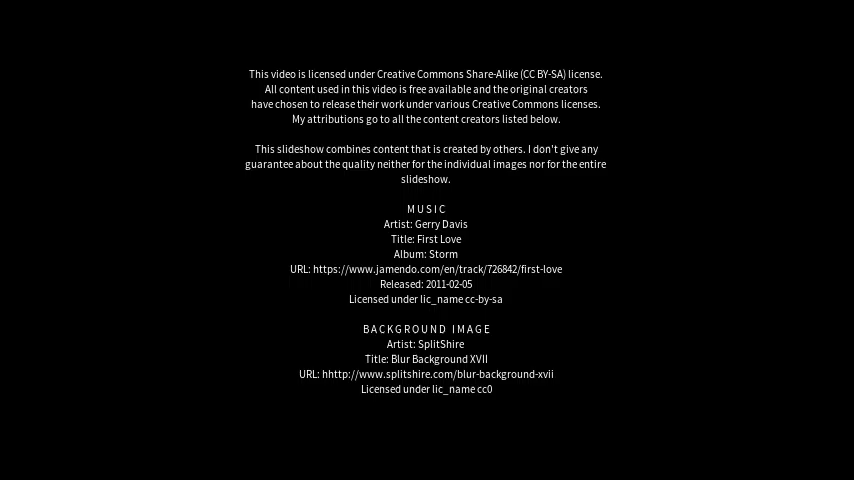 This video is licensed under Creative Commons Share-Alike (CC BY-SA) license.
All content used in this video is free available and the original creators
have chosen to release their work under various Creative Commons licenses.
My attributions go to all the content creators listed below.
This slideshow combines content that is created by others. I don't give any
guarantee about the quality neither for the individual images nor for the entire
slideshow.
MUSIC
Artist: Gerry Davis
Title: First Love
Album: Storm
URL: https://www.jamendo.com/en/track/726842/first-love
Released: 2011-02-05
Licensed under lic_name cc-by-sa
BACKGROUND IMAGE
Artist: SplitShire
Title: Blur Background XVII
URL: hhttp://www.splitshire.com/blur-background-xvii
Licensed under lic_name cc0